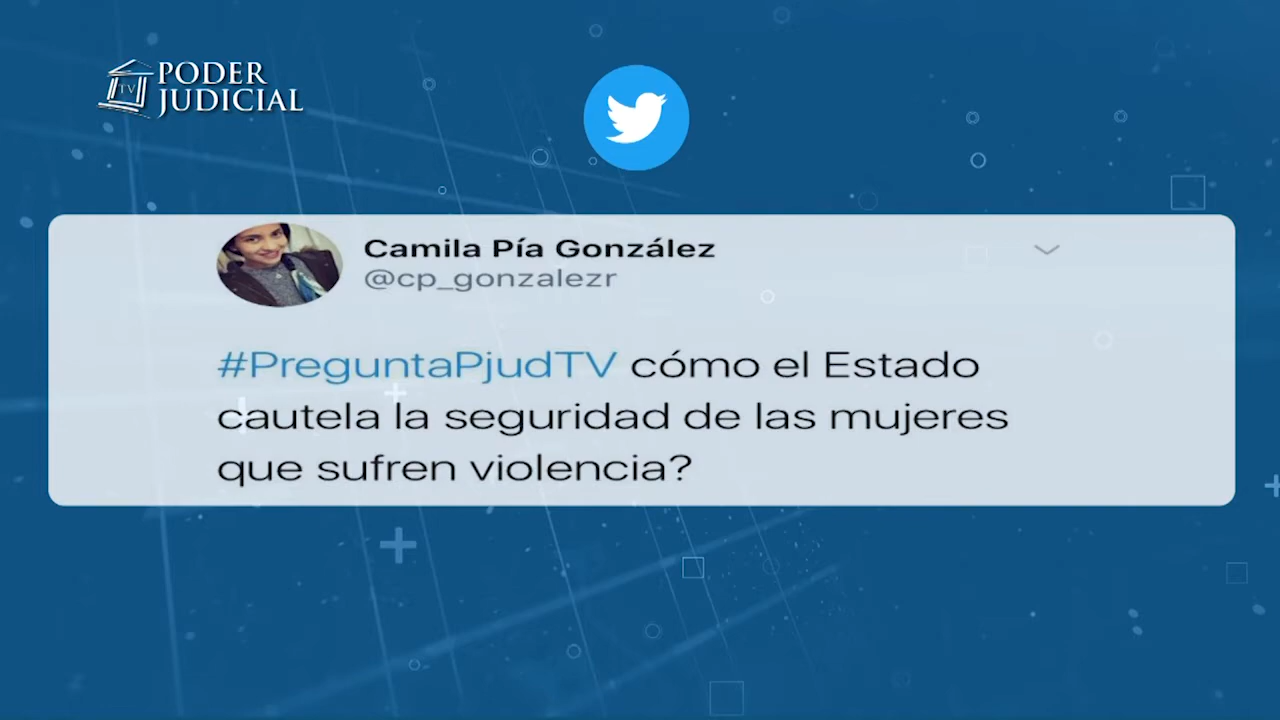 TV
PODER
JUDICIAL
Camila Pía González
@cp_gonzalezr
#PreguntaPjudTV cómo el Estado
cautela la seguridad de las mujeres
que sufren violencia?